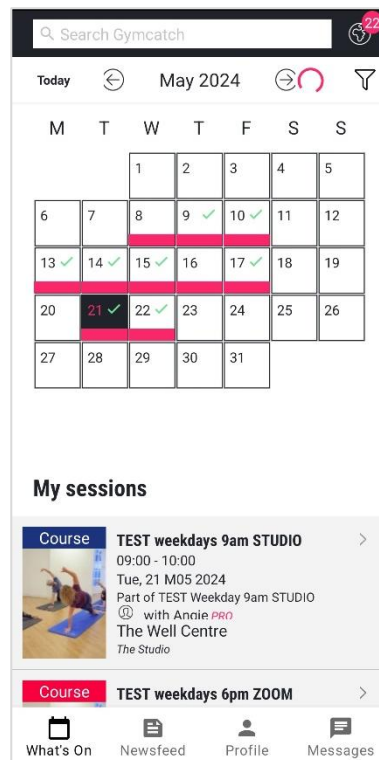 Search Gymcatch
22
Today May 2024
M T W T F S S
1 2 3 4 5
6 7 8 9 10 11 12
13 14 15 16 17 18 19
20 21 22 23 24 25 26
27 28 29 30 31
My sessions
Course
TEST weekdays 9am STUDIO
09:00 - 10:00
Tue, 21 M05 2024
Part of TEST Weekday 9am STUDIO
with Angie PRO
The Well Centre
The Studio
Course
TEST weekdays 6pm ZOOM
What's On Newsfeed Profile Messages